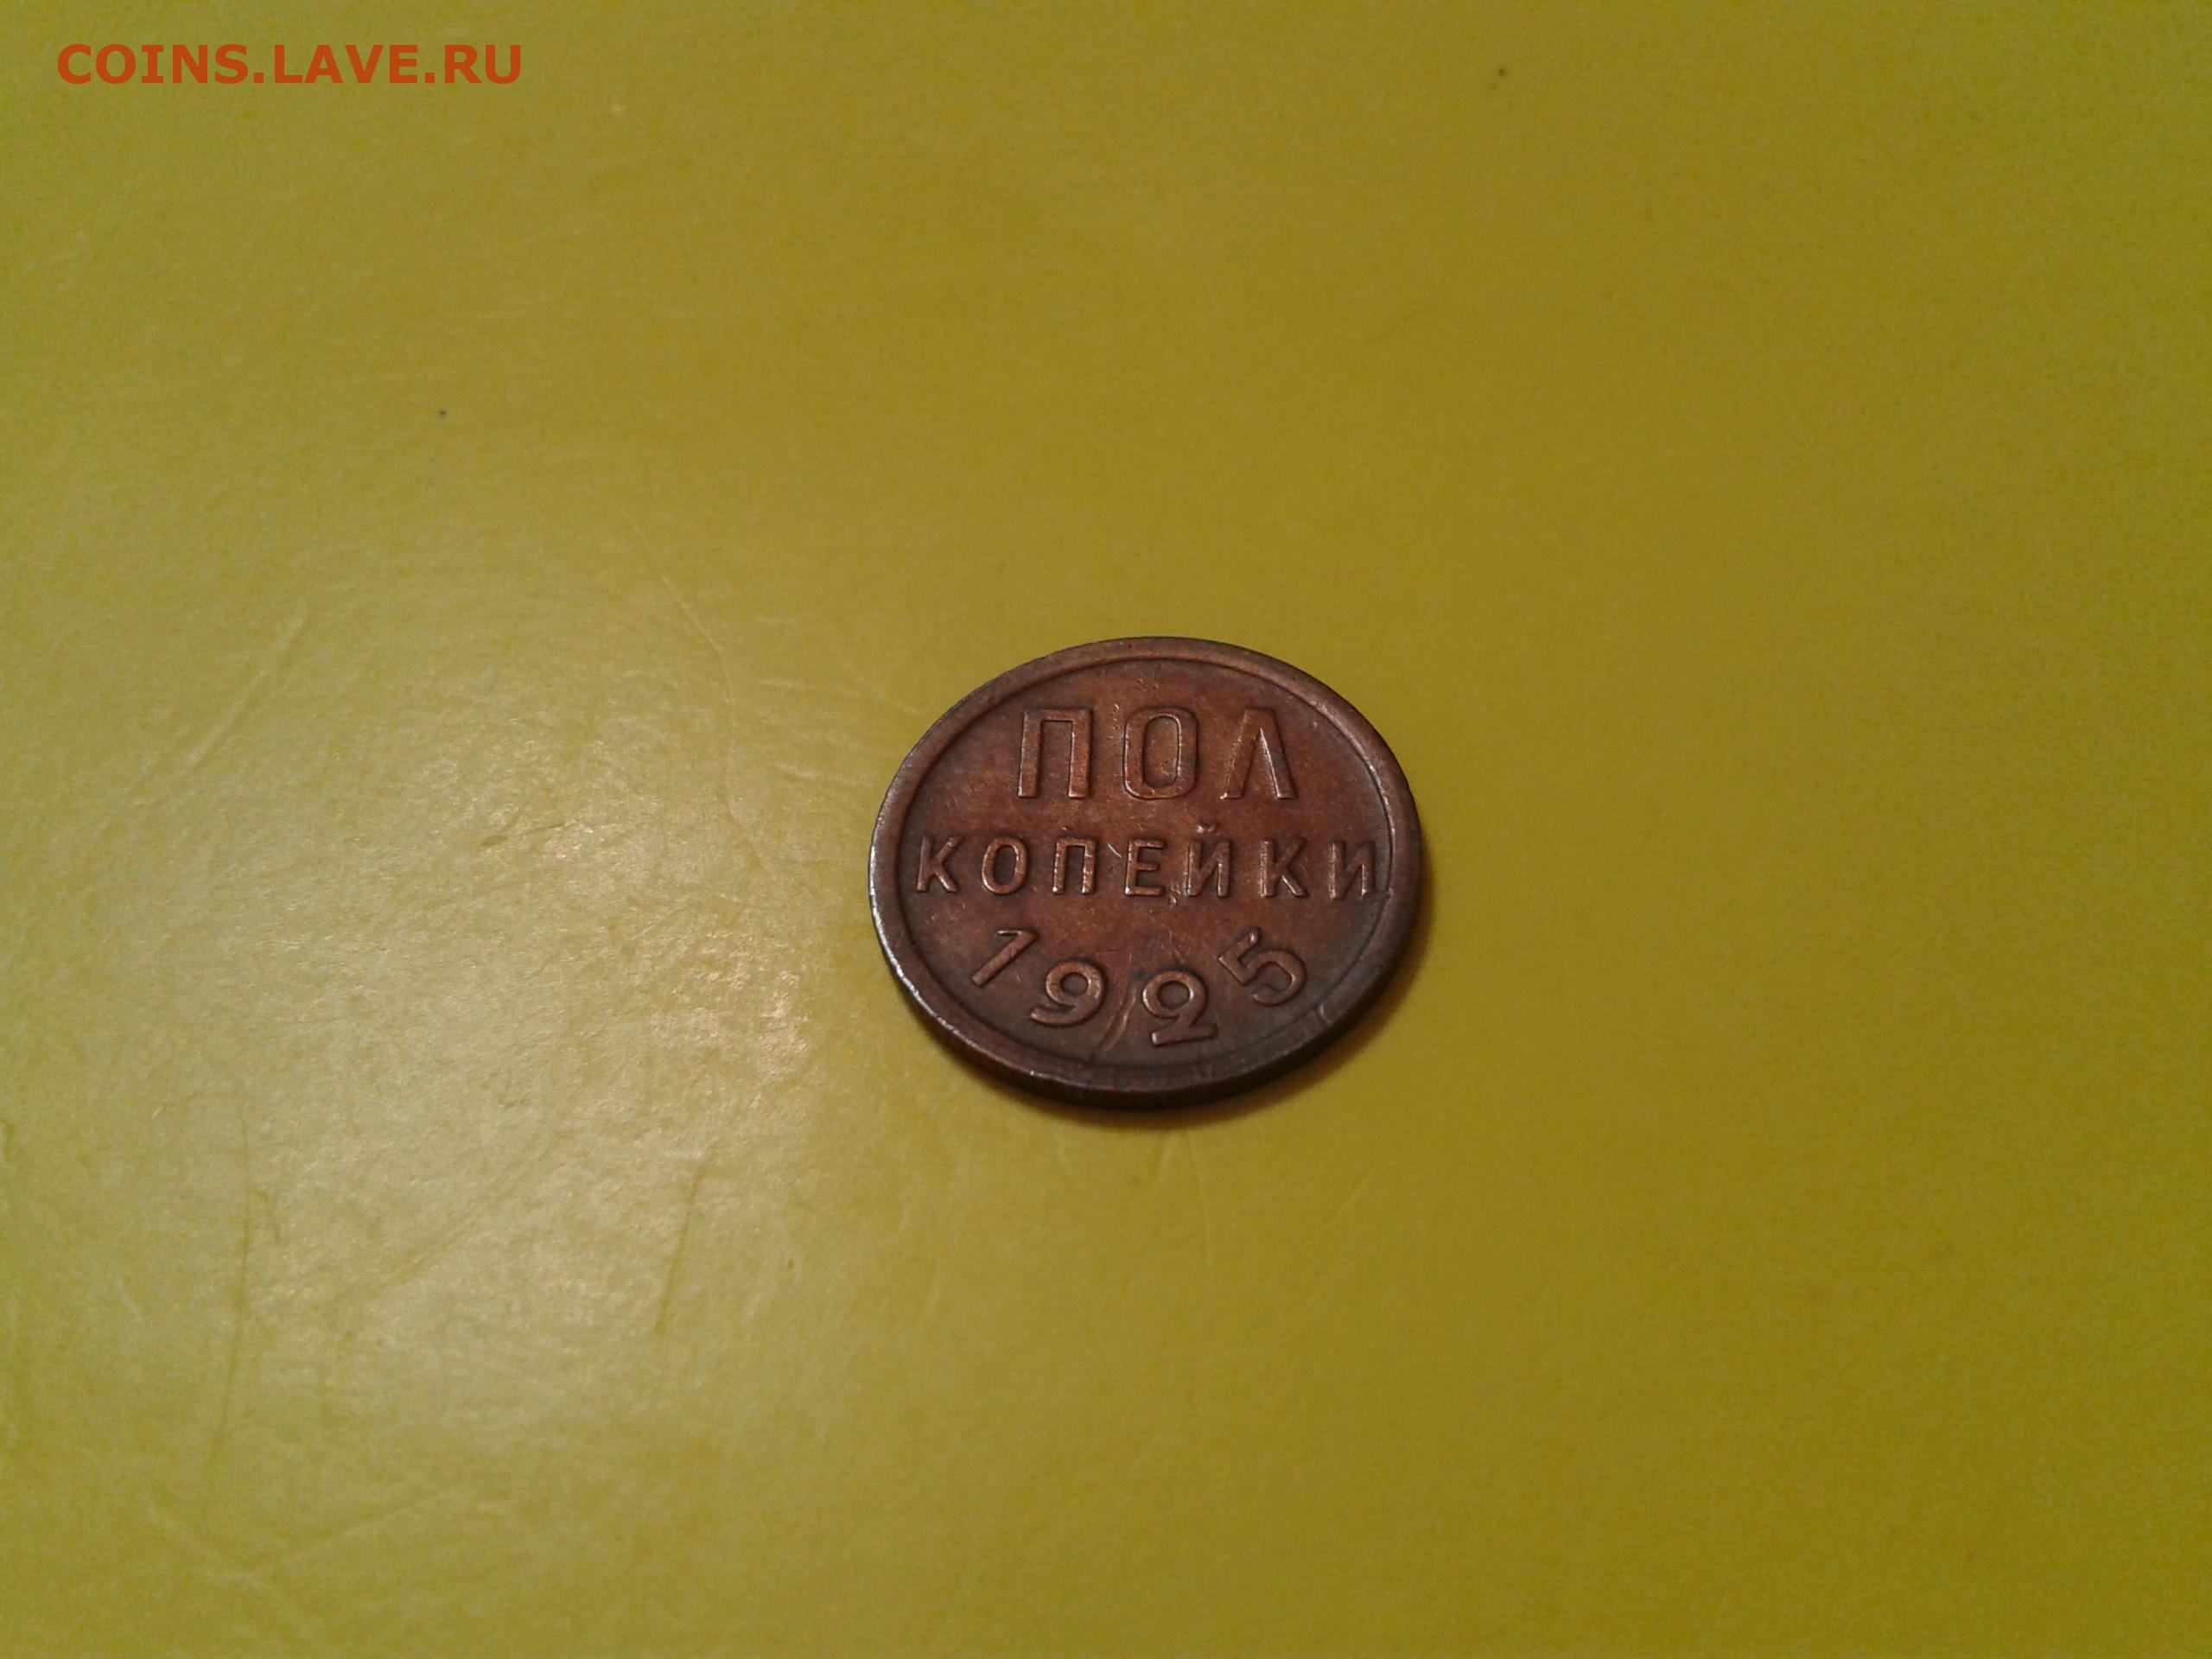 COINS.LAVE.RU
ПОЛ
КОПЕЙКИ
1925